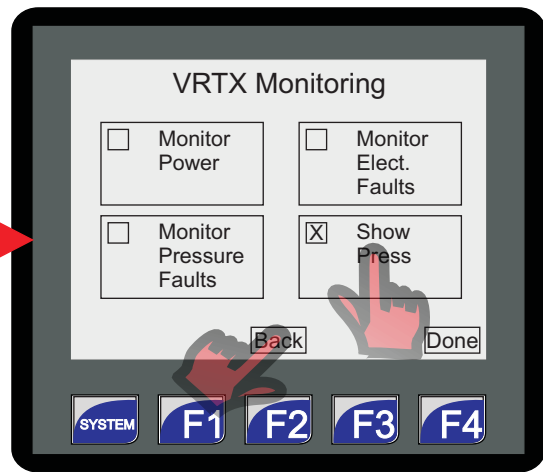 VRTX Monitoring
Monitor
Power
Monitor
Elect.
Faults
Monitor
Pressure
Faults
X Show
Press
Back
Done
SYSTEM F1 F2 F3 F4